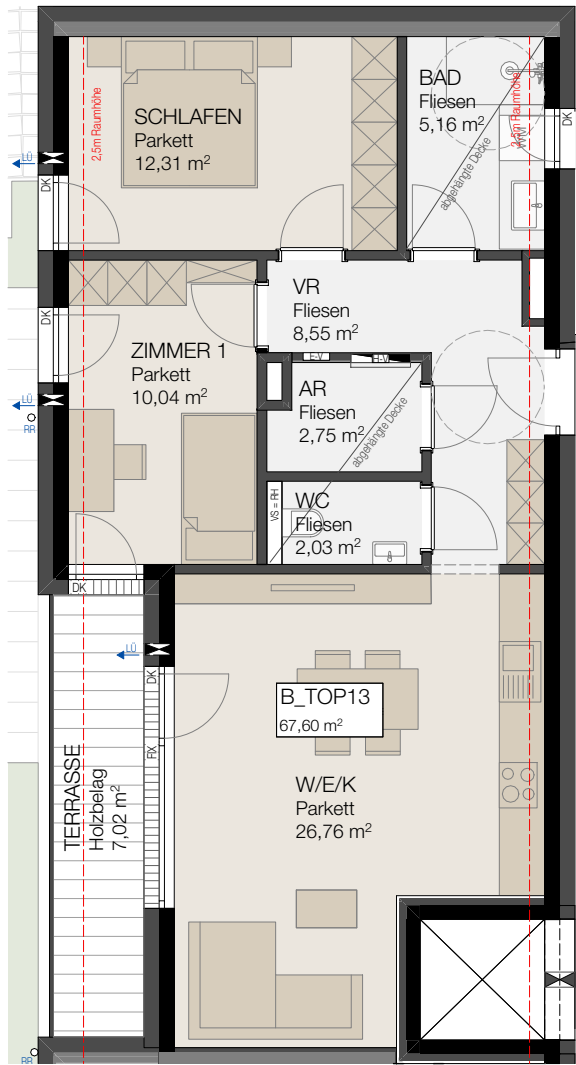 SCHLAFEN
Parkett
12,31 m²
2,5m Raumhöhe
BAD
Fliesen
5,16 m²
2,5m Raumhöhe
WM
abgehängte Decke
DK
LÜ
DK
VR
Fliesen
8,55 m²
ZIMMER 1
Parkett
10,04 m²
DK
LÜ
RR
E-V
H-V
AR
Fliesen
2,75 m²
abgehängte Decke
VS = RH
WC
Fliesen
2,03 m²
DK
LÜ
DK
FIX
B_TOP13
67,60 m²
TERRASSE
Holzbelag
7,02 m²
W/E/K
Parkett
26,76 m²
RR